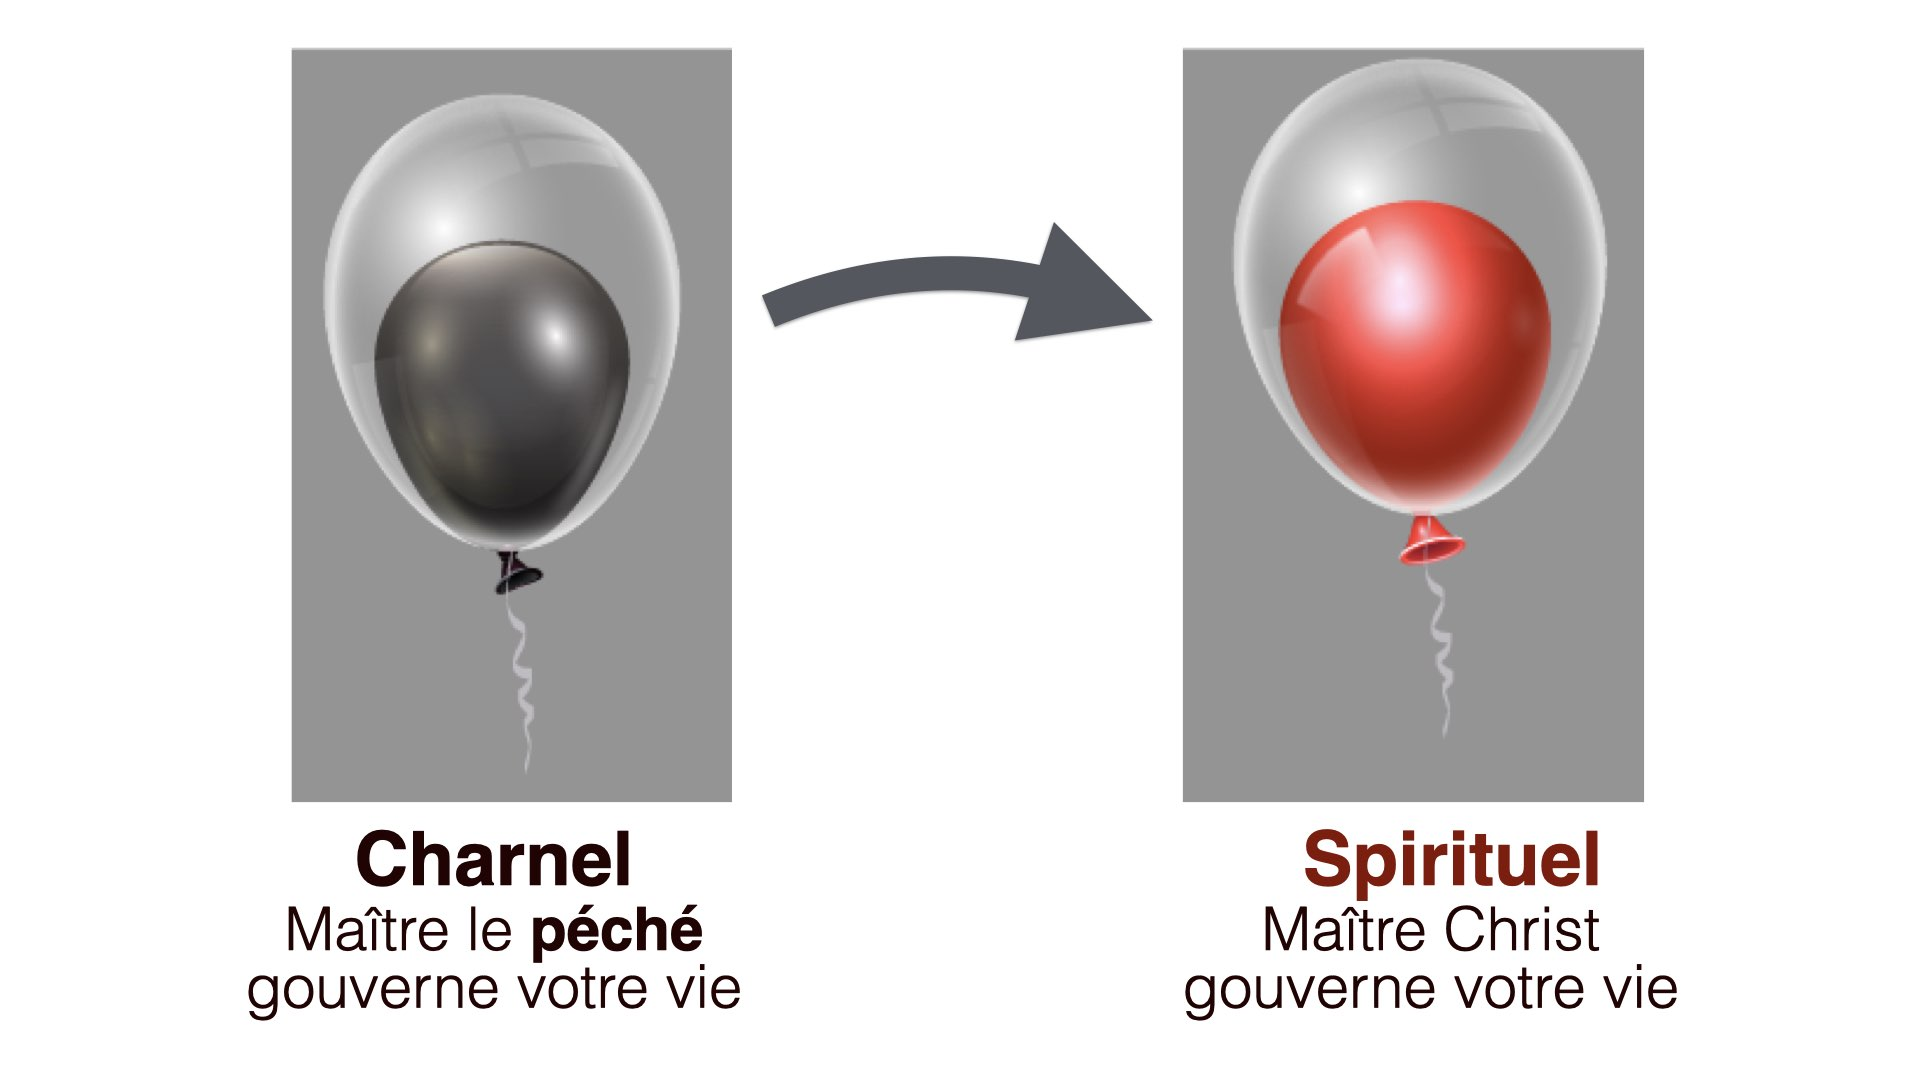 Charnel
Maître le péché
gouverne votre vie
Spirituel
Maître Christ
gouverne votre vie